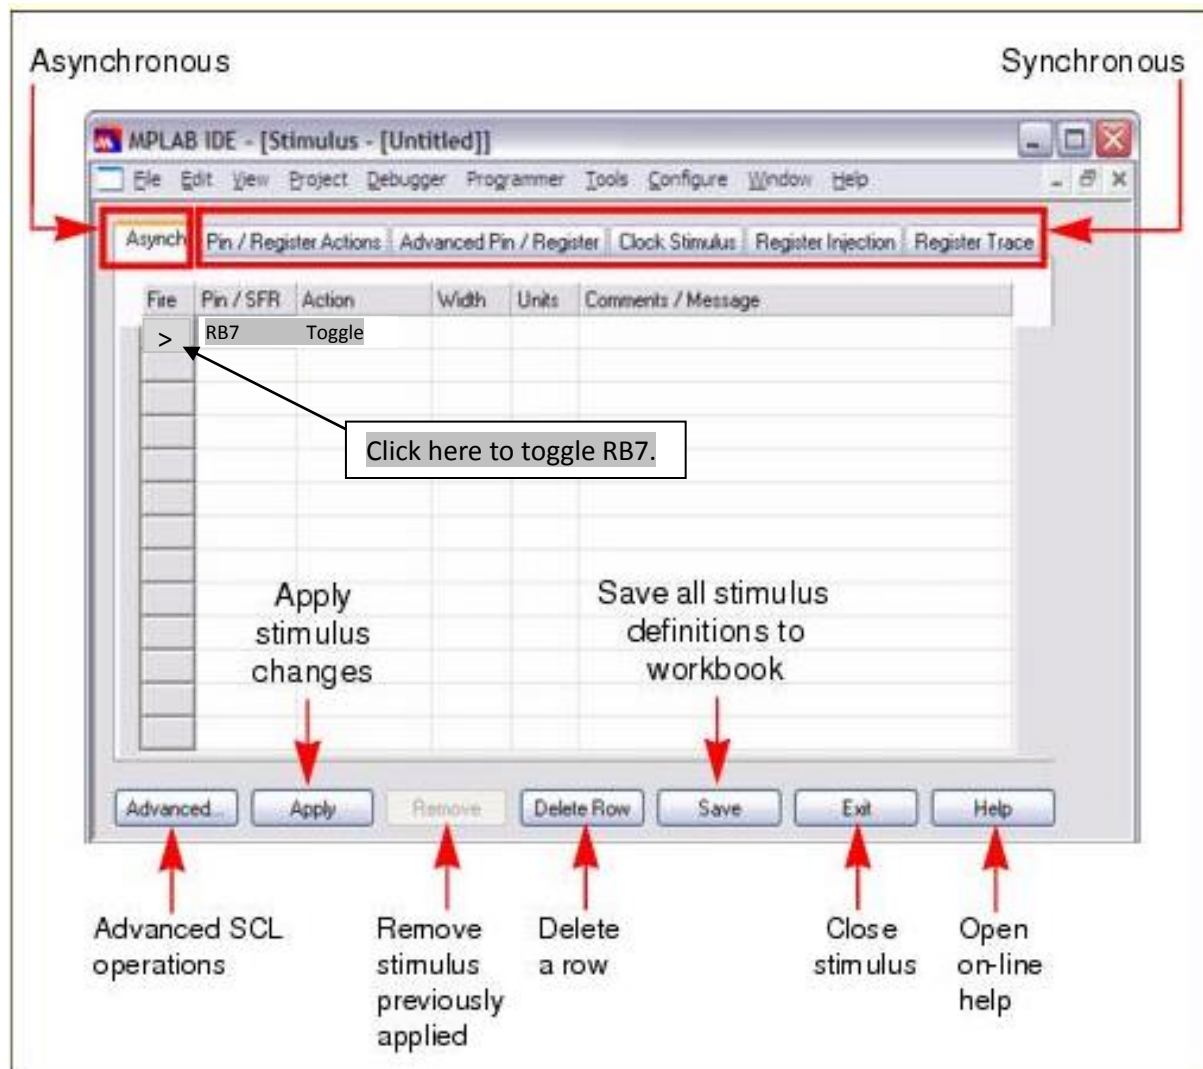 Asynchronous
Synchronous
MPLAB IDE - [Stimulus - [Untitled]]
File Edit View Project Debugger Programmer Tools Configure Window Help
Asynch Pin / Register Actions Advanced Pin / Register Clock Stimulus Register Injection Register Trace
Fire Pin / SFR Action Width Units Comments / Message
> RB7 Toggle
Click here to toggle RB7.
Apply
stimulus
changes
Save all stimulus
definitions to
workbook
Advanced... Apply Remove Delete Row Save Exit Help
Advanced SCL
operations
Remove
stimulus
previously
applied
Delete
a row
Close
stimulus
Open
on-line
help